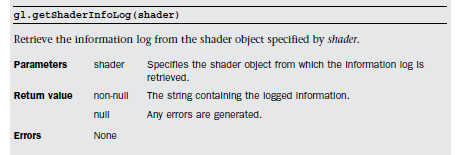 gl.getShaderInfoLog(shader)
Retrieve the information log from the shader object specified by shader.
Parameters shader Specifies the shader object from which the information log is
retrieved.
Return value non-null The string containing the logged information.
null Any errors are generated.
Errors None